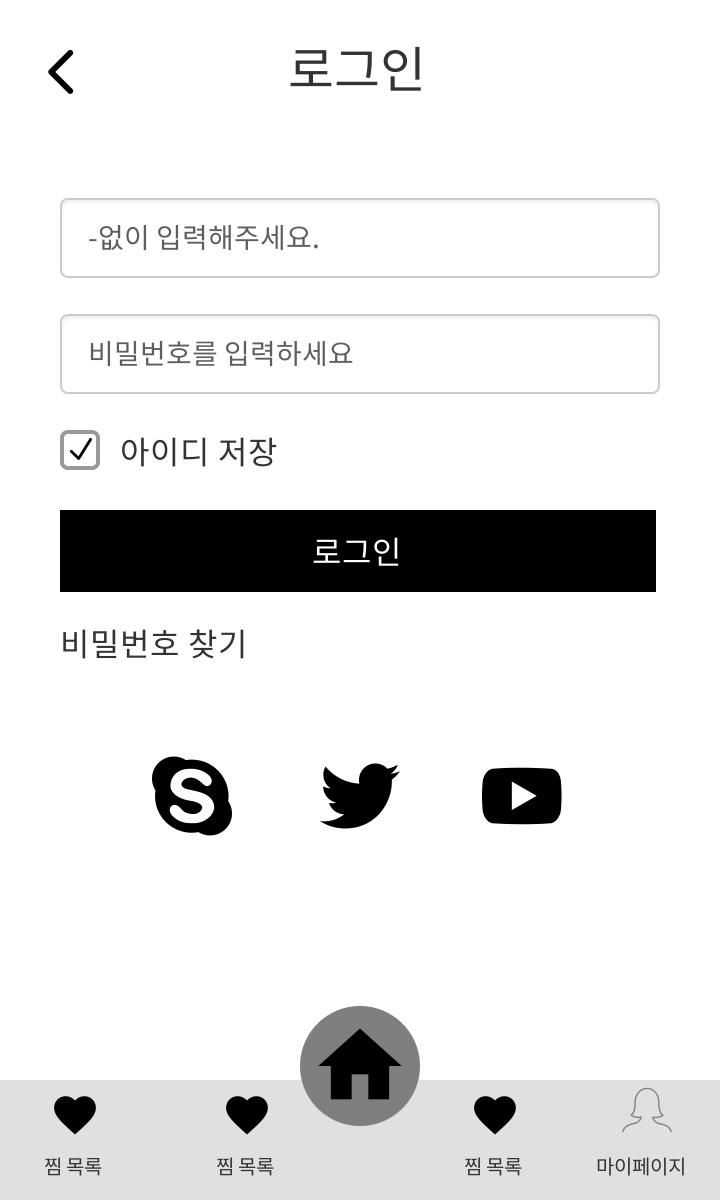 로그인
-없이 입력해주세요.
비밀번호를 입력하세요
아이디 저장
로그인
비밀번호 찾기
찜 목록
찜 목록
찜 목록
마이페이지